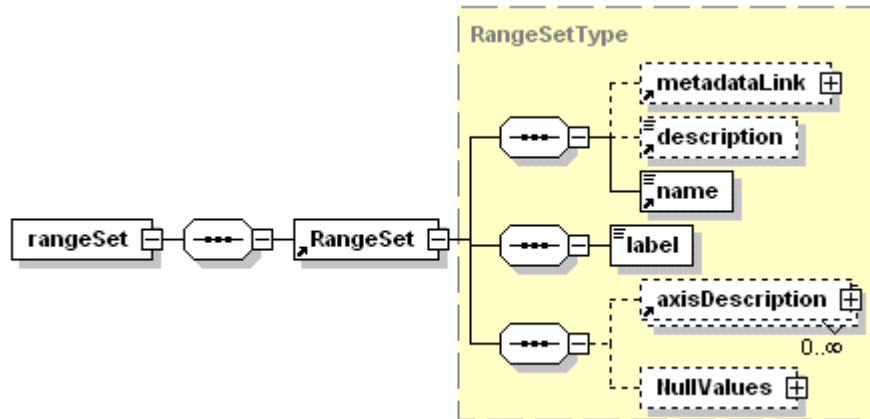 RangeSetType
metadataLink
description
name
rangeSet
RangeSet
label
axisDescription
0..∞
NullValues